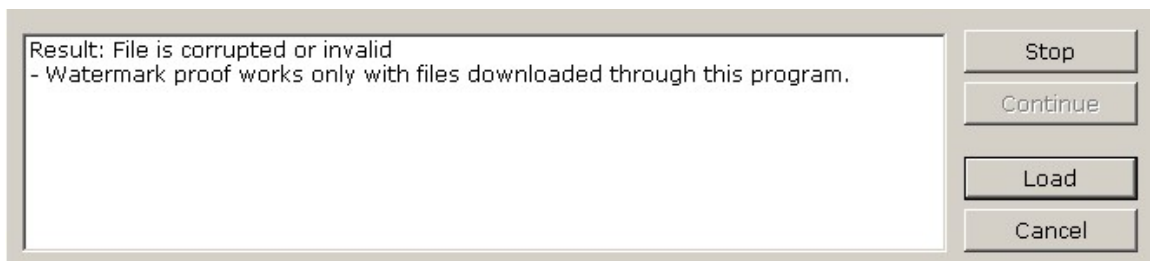 Result: File is corrupted or invalid
- Watermark proof works only with files downloaded through this program.
Stop
Continue
Load
Cancel